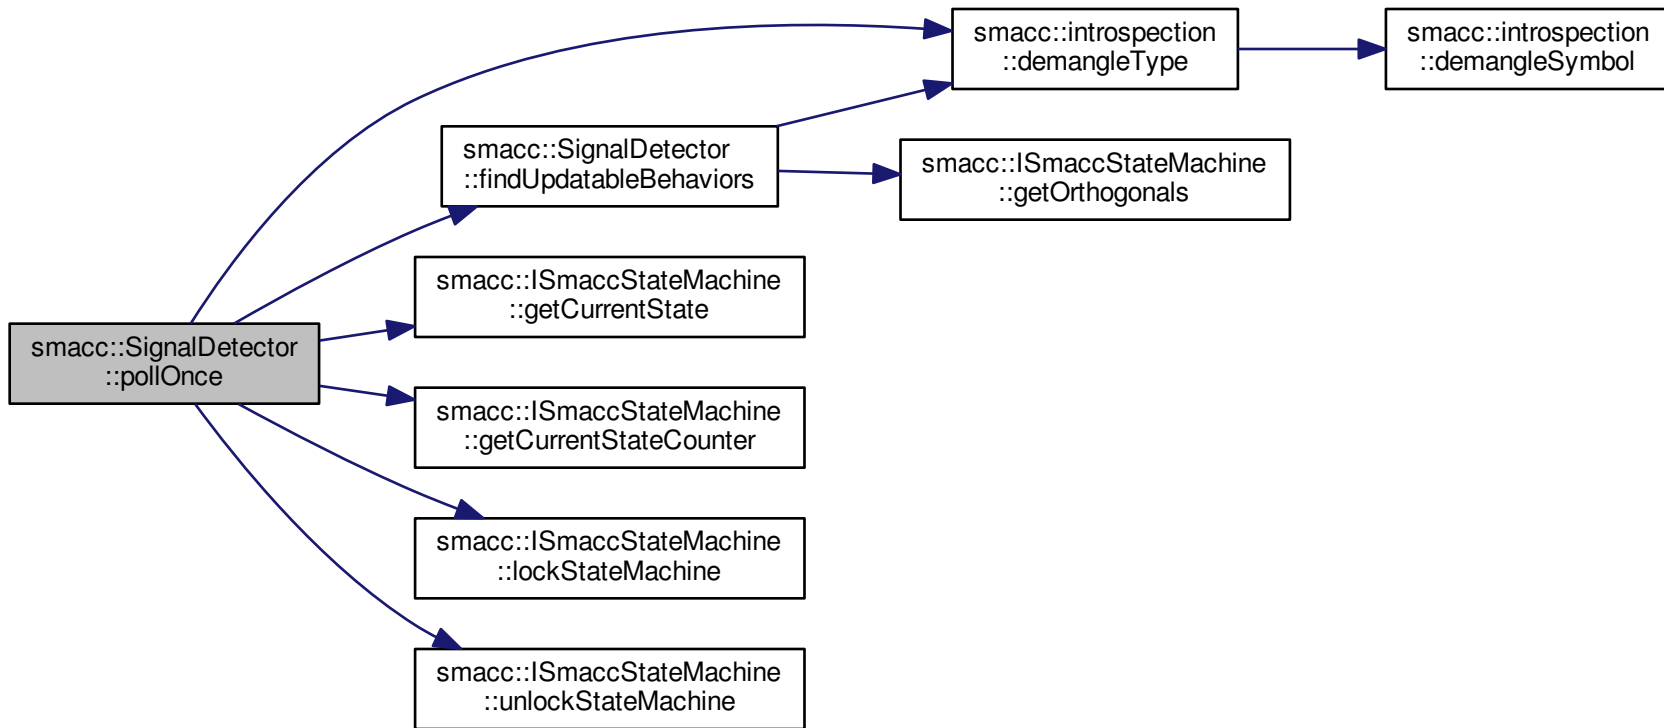 smacc::introspection
::demangleType
smacc::introspection
::demangleSymbol
smacc::SignalDetector
::findUpdatableBehaviors
smacc::ISmaccStateMachine
::getOrthogonals
smacc::ISmaccStateMachine
::getCurrentState
smacc::SignalDetector
::pollOnce
smacc::ISmaccStateMachine
::getCurrentStateCounter
smacc::ISmaccStateMachine
::lockStateMachine
smacc::ISmaccStateMachine
::unlockStateMachine